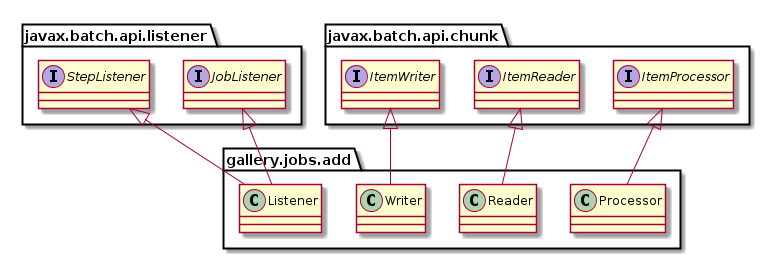 javax.batch.api.listener
javax.batch.api.chunk
I StepListener
I JobListener
I ItemWriter
I ItemReader
I ItemProcessor
gallery.jobs.add
C Listener
C Writer
C Reader
C Processor